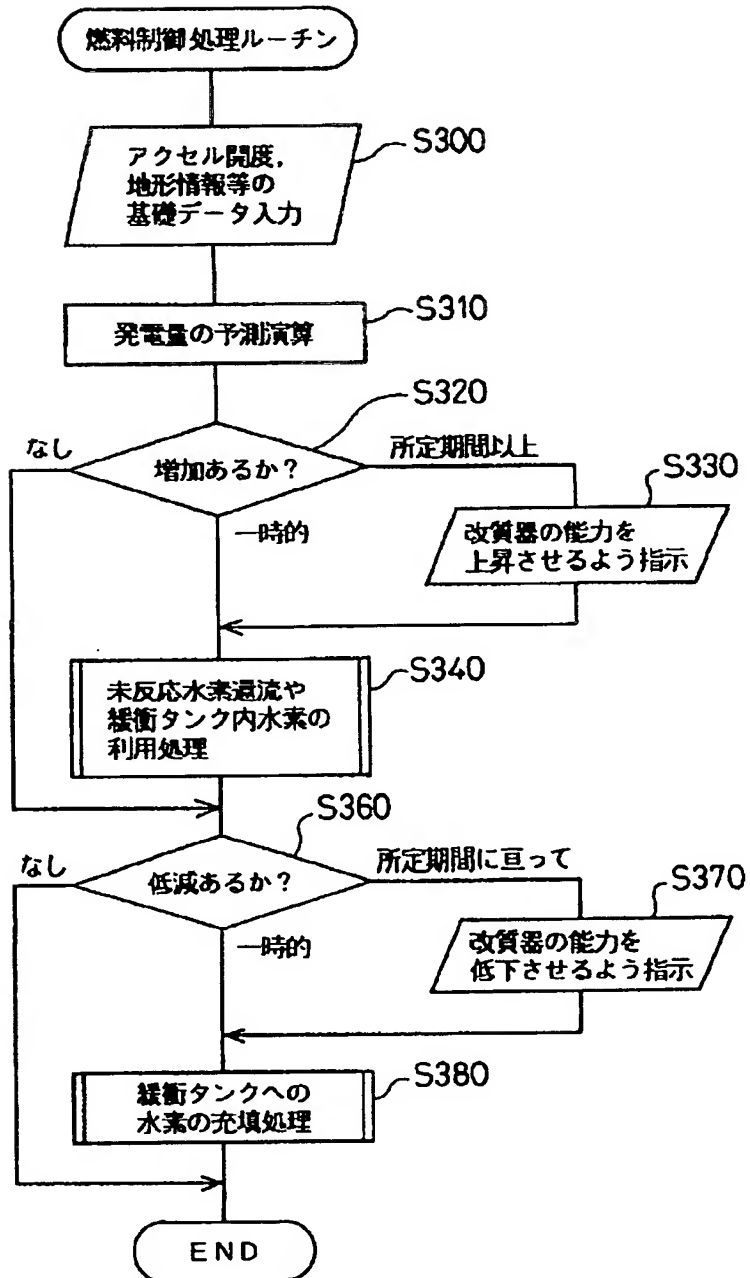 燃料制御処理ルーチン
S300
アクセル開度,
地形情報等の
基礎データ入力
S310
発電量の予測演算
S320
なし
増加あるか?
所定期間以上
S330
一時的
改質器の能力を
上昇させるよう指示
S340
未反応水素還流や
緩衝タンク内水素の
利用処理
S360
なし
低減あるか?
所定期間に亘って
S370
一時的
改質器の能力を
低下させるよう指示
S380
緩衝タンクへの
水素の充填処理
END